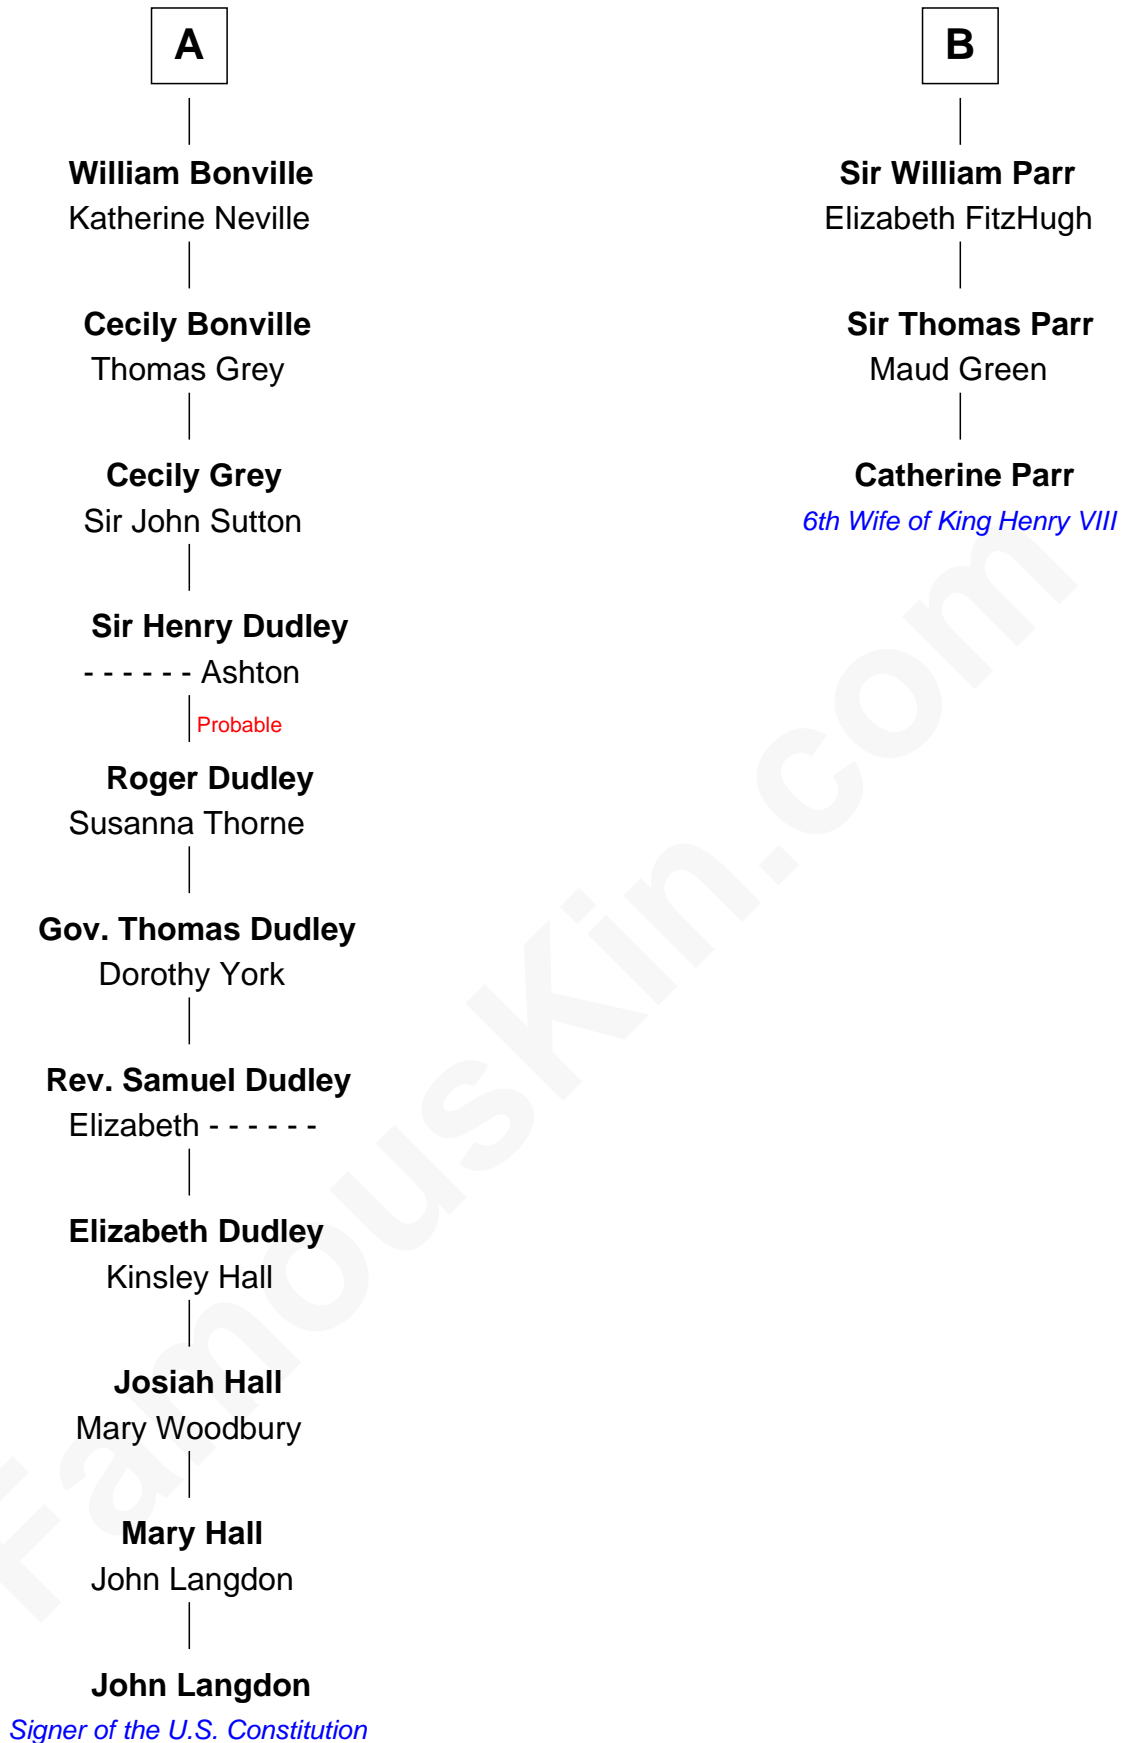 A
William Bonville
Katherine Neville
Cecily Bonville
Thomas Grey
Cecily Grey
Sir John Sutton
Sir Henry Dudley
- - - - - - Ashton
Probable
Roger Dudley
Susanna Thorne
Gov. Thomas Dudley
Dorothy York
Rev. Samuel Dudley
Elizabeth - - - - - -
Elizabeth Dudley
Kinsley Hall
Josiah Hall
Mary Woodbury
Mary Hall
John Langdon
John Langdon
Signer of the U.S. Constitution
B
Sir William Parr
Elizabeth FitzHugh
Sir Thomas Parr
Maud Green
Catherine Parr
6th Wife of King Henry VIII
FamousKin.com